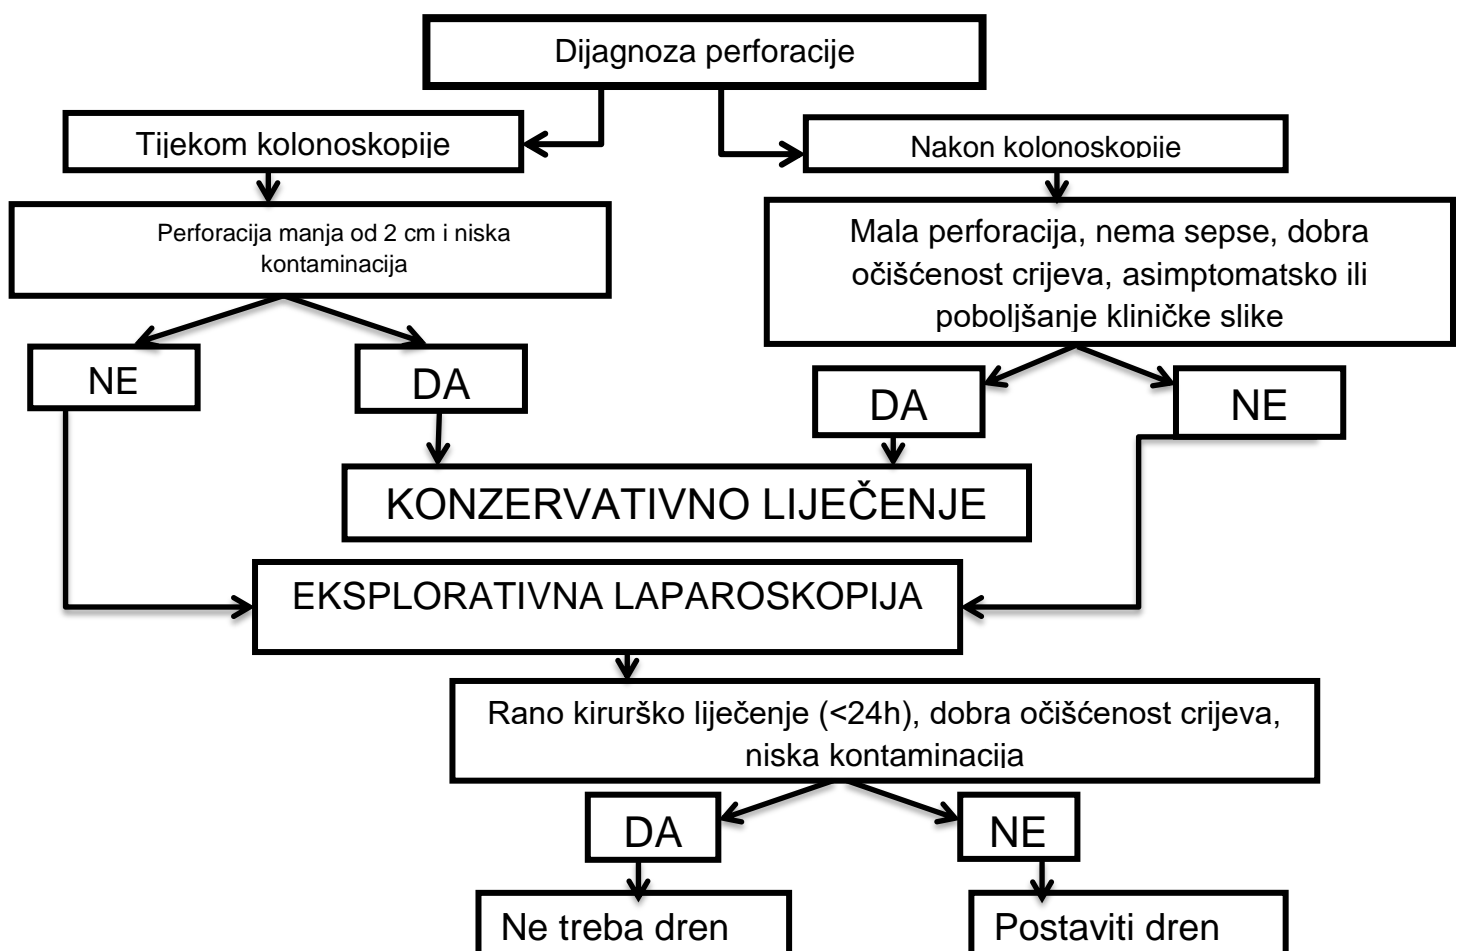 Dijagnoza perforacije
Tijekom kolonoskopije
Nakon kolonoskopije
Perforacija manja od 2 cm i niska
kontaminacija
Mala perforacija, nema sepse, dobra
očišćenost crijeva, asimptomatsko ili
poboljšanje kliničke slike
NE
DA
DA
NE
KONZERVATIVNO LIJEČENJE
EKSPLORATIVNA LAPAROSKOPIJA
Rano kirurško liječenje (<24h), dobra očišćenost crijeva,
niska kontaminacija
DA
NE
Ne treba dren
Postaviti dren